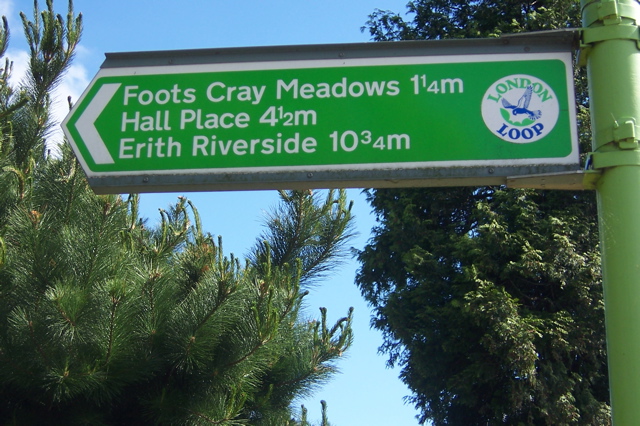 Foots Cray Meadows 1¼m
Hall Place 4½m
Erith Riverside 10¾m
LONDON
LOOP